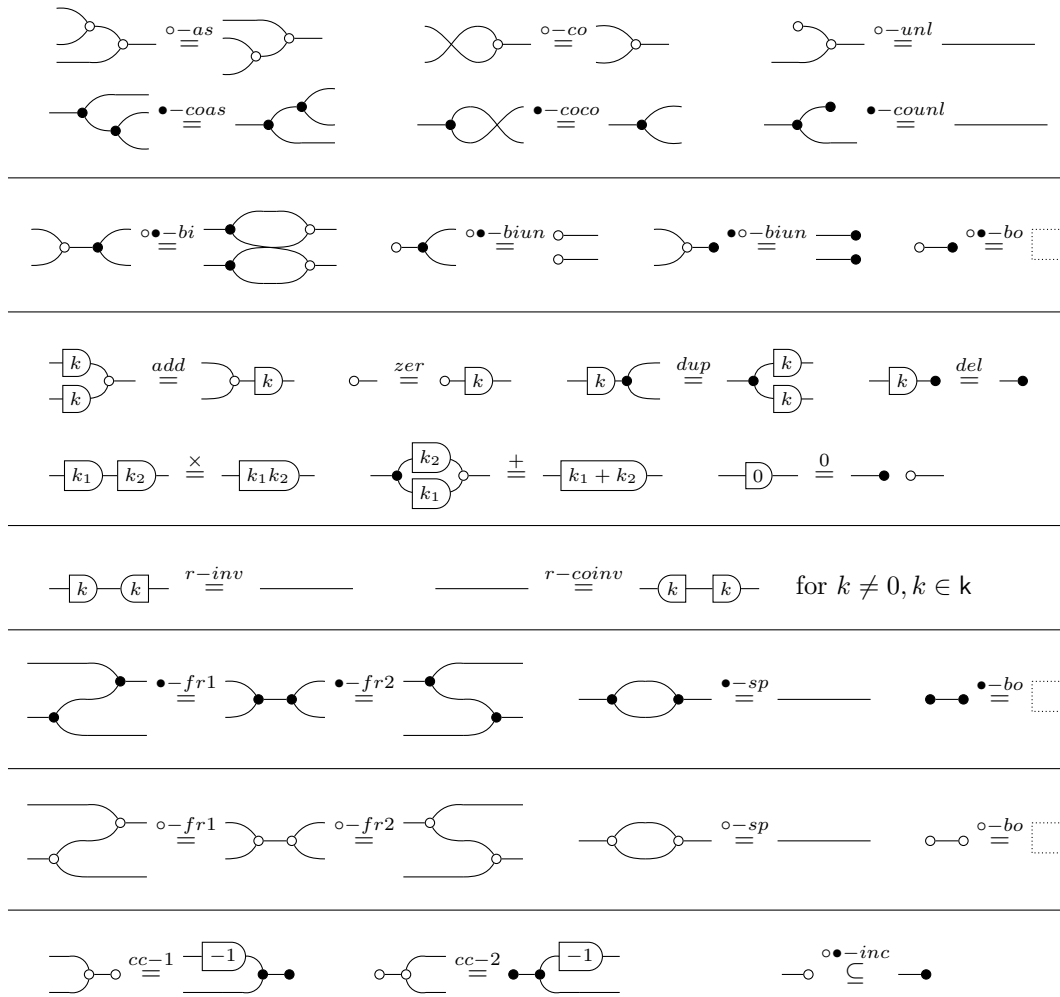 ○−as = ○−co = ○−unl =
●−coas = ●−coco = ●−counl =
○●−bi = ○●−biun = ●○−biun = ○●−bo =
k k add = k zer = k k dup = k k k del =
k₁ k₂ × = k₁k₂ k₂ k₁ + = k₁ + k₂ 0 0 =
k k r−inv = r−coinv = k k for k ≠ 0, k ∈ k
●−fr1 = ●−fr2 = ●−sp = ●−bo =
○−fr1 = ○−fr2 = ○−sp = ○−bo =
cc−1 = −1 cc−2 = −1 ○●−inc ⊆